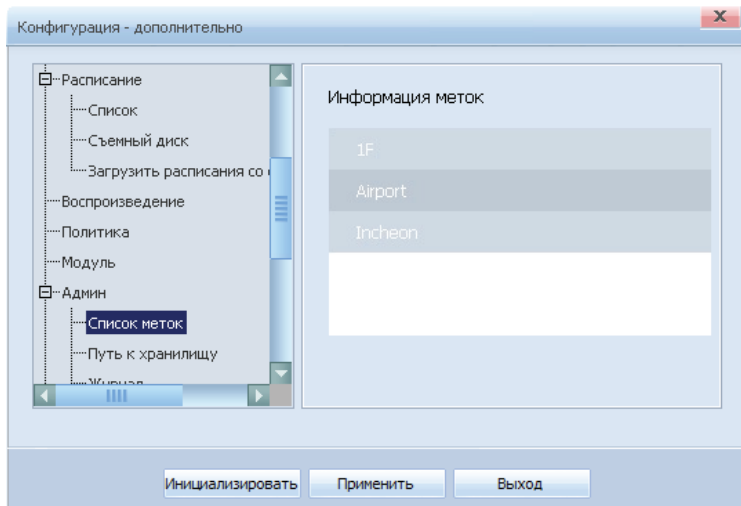 Конфигурация - дополнительно
Расписание
Список
Съемный диск
Загрузить расписания со
Воспроизведение
Политика
Модуль
Админ
Список меток
Путь к хранилищу
Журнал
Информация меток
1F
Airport
Incheon
Инициализировать
Применить
Выход